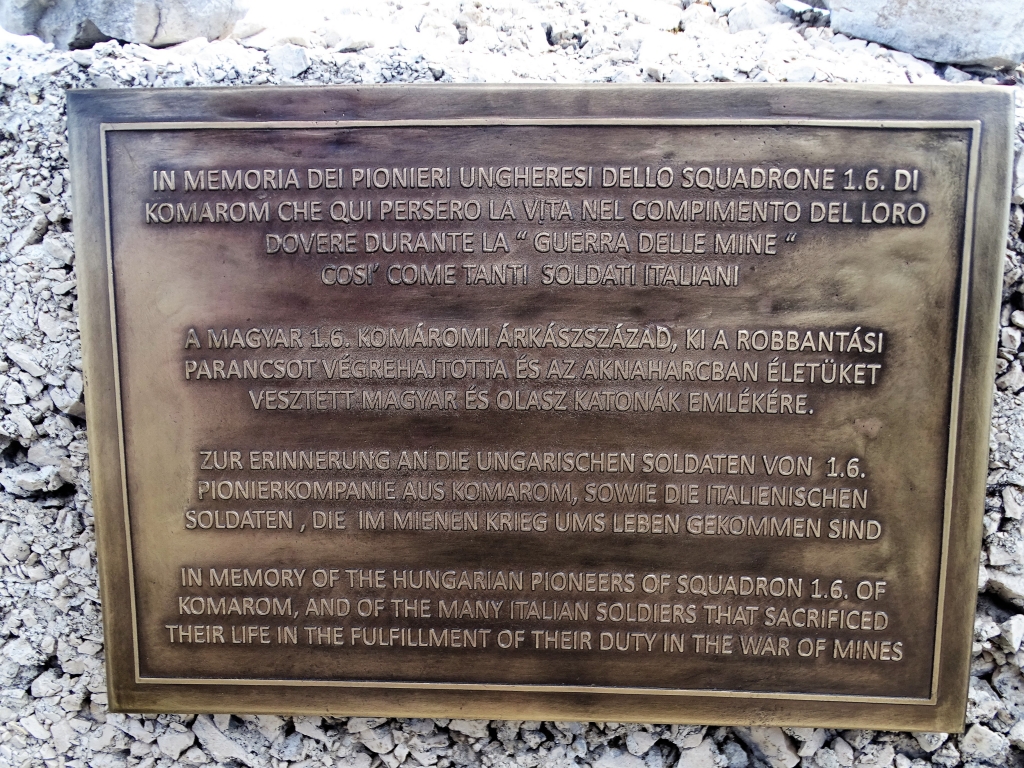 IN MEMORIA DEI PIONIERI UNGHERESI DELLO SQUADRONE 1.6. DI
KOMAROM CHE QUI PERSERO LA VITA NEL COMPIMENTO DEL LORO
DOVERE DURANTE LA “ GUERRA DELLE MINE “
COSI’ COME TANTI SOLDATI ITALIANI
A MAGYAR 1.6. KOMÁROMI ÁRKÁSZSZÁZAD, KI A ROBBANTÁSI
PARANCSOT VÉGREHAJTOTTA ÉS AZ AKNAHARCBAN ÉLETÜKET
VESZTETT MAGYAR ÉS OLASZ KATONÁK EMLÉKÉRE.
ZUR ERINNERUNG AN DIE UNGARISCHEN SOLDATEN VON 1.6.
PIONIERKOMPANIE AUS KOMAROM, SOWIE DIE ITALIENISCHEN
SOLDATEN , DIE IM MIENEN KRIEG UMS LEBEN GEKOMMEN SIND
IN MEMORY OF THE HUNGARIAN PIONEERS OF SQUADRON 1.6. OF
KOMAROM, AND OF THE MANY ITALIAN SOLDIERS THAT SACRIFICED
THEIR LIFE IN THE FULFILLMENT OF THEIR DUTY IN THE WAR OF MINES